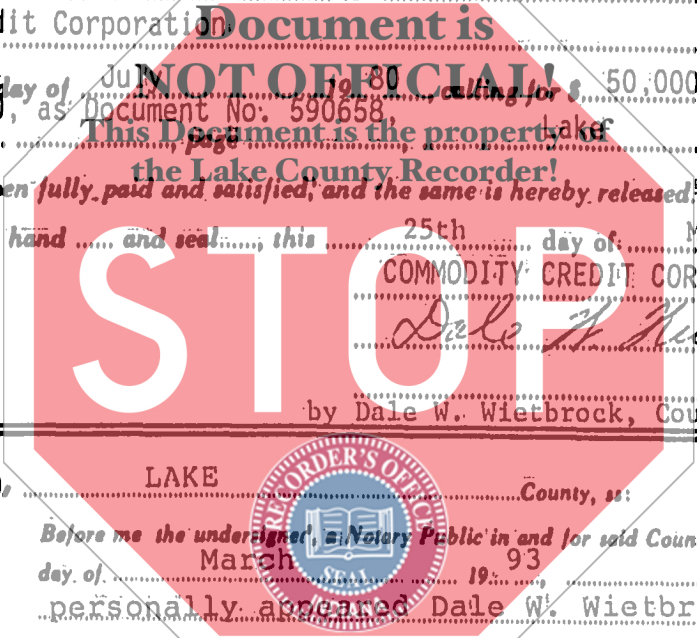 dit Corporation
Document is
day of July 19 80, calling for $ 50,000
NOT OFFICIAL!
, as Document No. 590658,
This Document is the property of
page Lake
the Lake County Recorder!
en fully paid and satisfied, and the same is hereby released.
hand and seal, this 25th day of M
COMMODITY CREDIT COR
STOP
by Dale W. Wietbrock, Cou
RECORDER'S OFFICE
LAKE County, ss:
Before me the undersigned, a Notary Public in and for said Coun
day of March 19 93,
SEAL
personally appeared Dale W. Wietbr